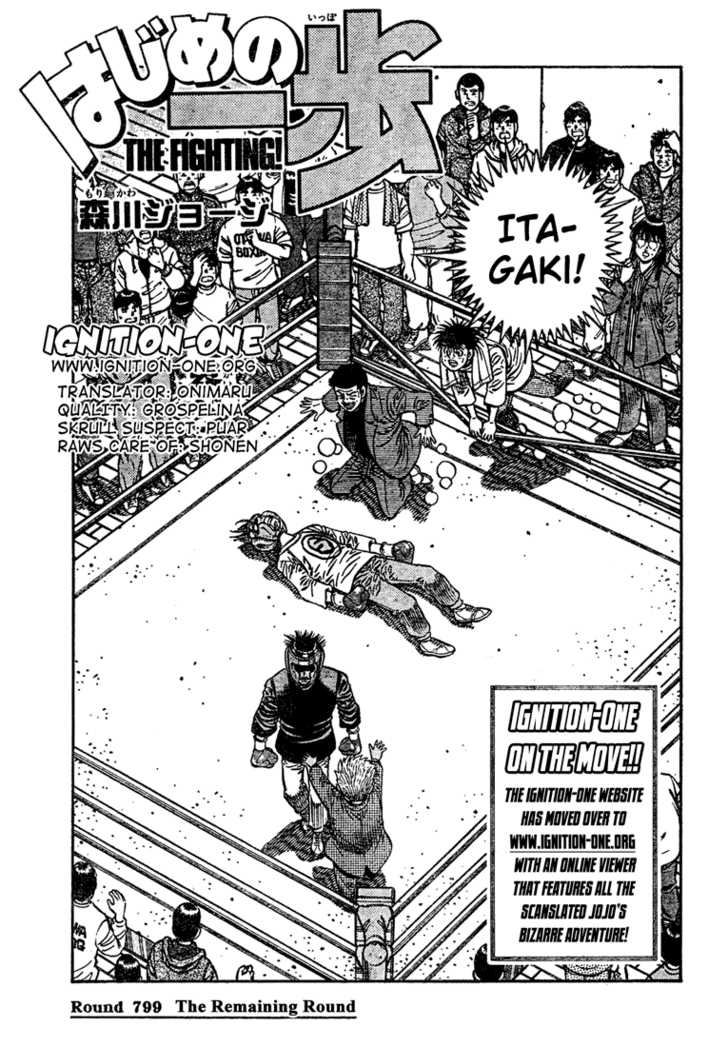 いっぽ
はじめの一歩
THE FIGHTING!
もりかわ
森川ジョージ
ITA-
GAKI!
IGNITION-ONE
WWW.IGNITION-ONE.ORG
TRANSLATOR: ONIMARU
QUALITY: GROSPELINA
SKRULL SUSPECT: PUAR
RAWS CARE OF: SHONEN
IGNITION-ONE
ON THE MOVE!!
THE IGNITION-ONE WEBSITE
HAS MOVED OVER TO
WWW.IGNITION-ONE.ORG
WITH AN ONLINE VIEWER
THAT FEATURES ALL THE
SCANSLATED JOJO'S
BIZARRE ADVENTURE!
Round 799 The Remaining Round